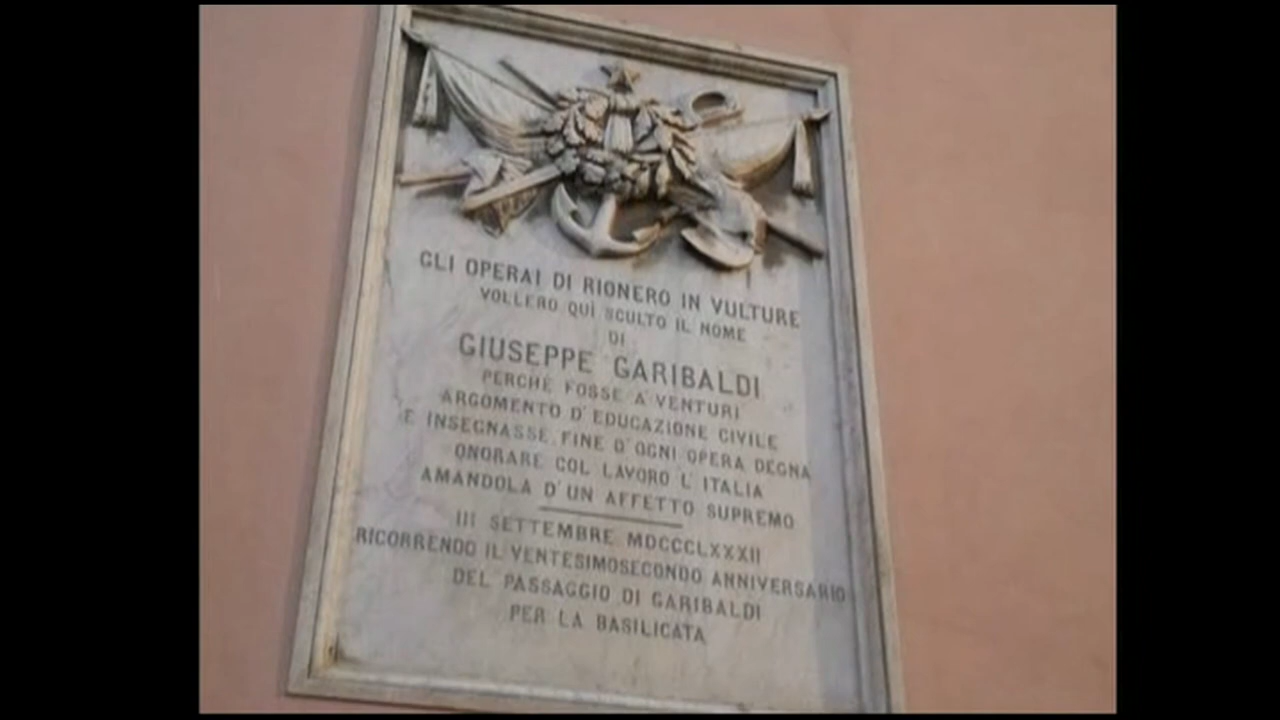 GLI OPERAI DI RIONERO IN VULTURE
VOLLERO QUÌ SCULTO IL NOME
DI
GIUSEPPE GARIBALDI
PERCHÈ FOSSE A' VENTURI
ARGOMENTO D'EDUCAZIONE CIVILE
E INSEGNASSE FINE D'OGNI OPERA DEGNA
ONORARE COL LAVORO L'ITALIA
AMANDOLA D'UN AFFETTO SUPREMO
III SETTEMBRE MDCCCLXXXII
RICORRENDO IL VENTESIMOSECONDO ANNIVERSARIO
DEL PASSAGGIO DI GARIBALDI
PER LA BASILICATA